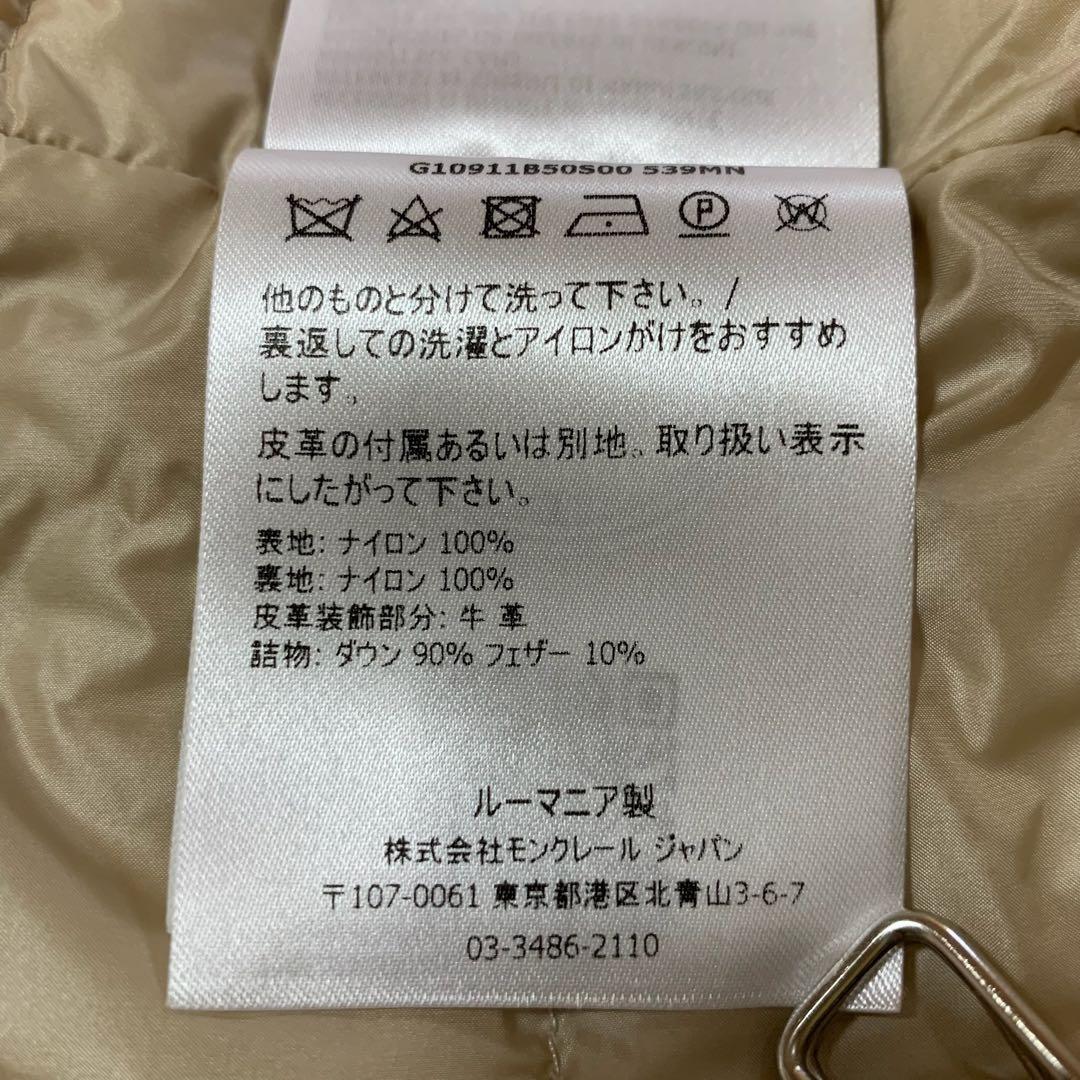 G10911B50S00 539MN
P
W
他のものと分けて洗って下さい。/
裏返しての洗濯とアイロンがけをおすすめ
します。
皮革の付属あるいは別地、取り扱い表示
にしたがって下さい。
表地: ナイロン 100%
裏地: ナイロン 100%
皮革装飾部分: 牛 革
詰物: ダウン 90% フェザー 10%
ルーマニア製
株式会社モンクレール ジャパン
〒107-0061 東京都港区北青山3-6-7
03-3486-2110